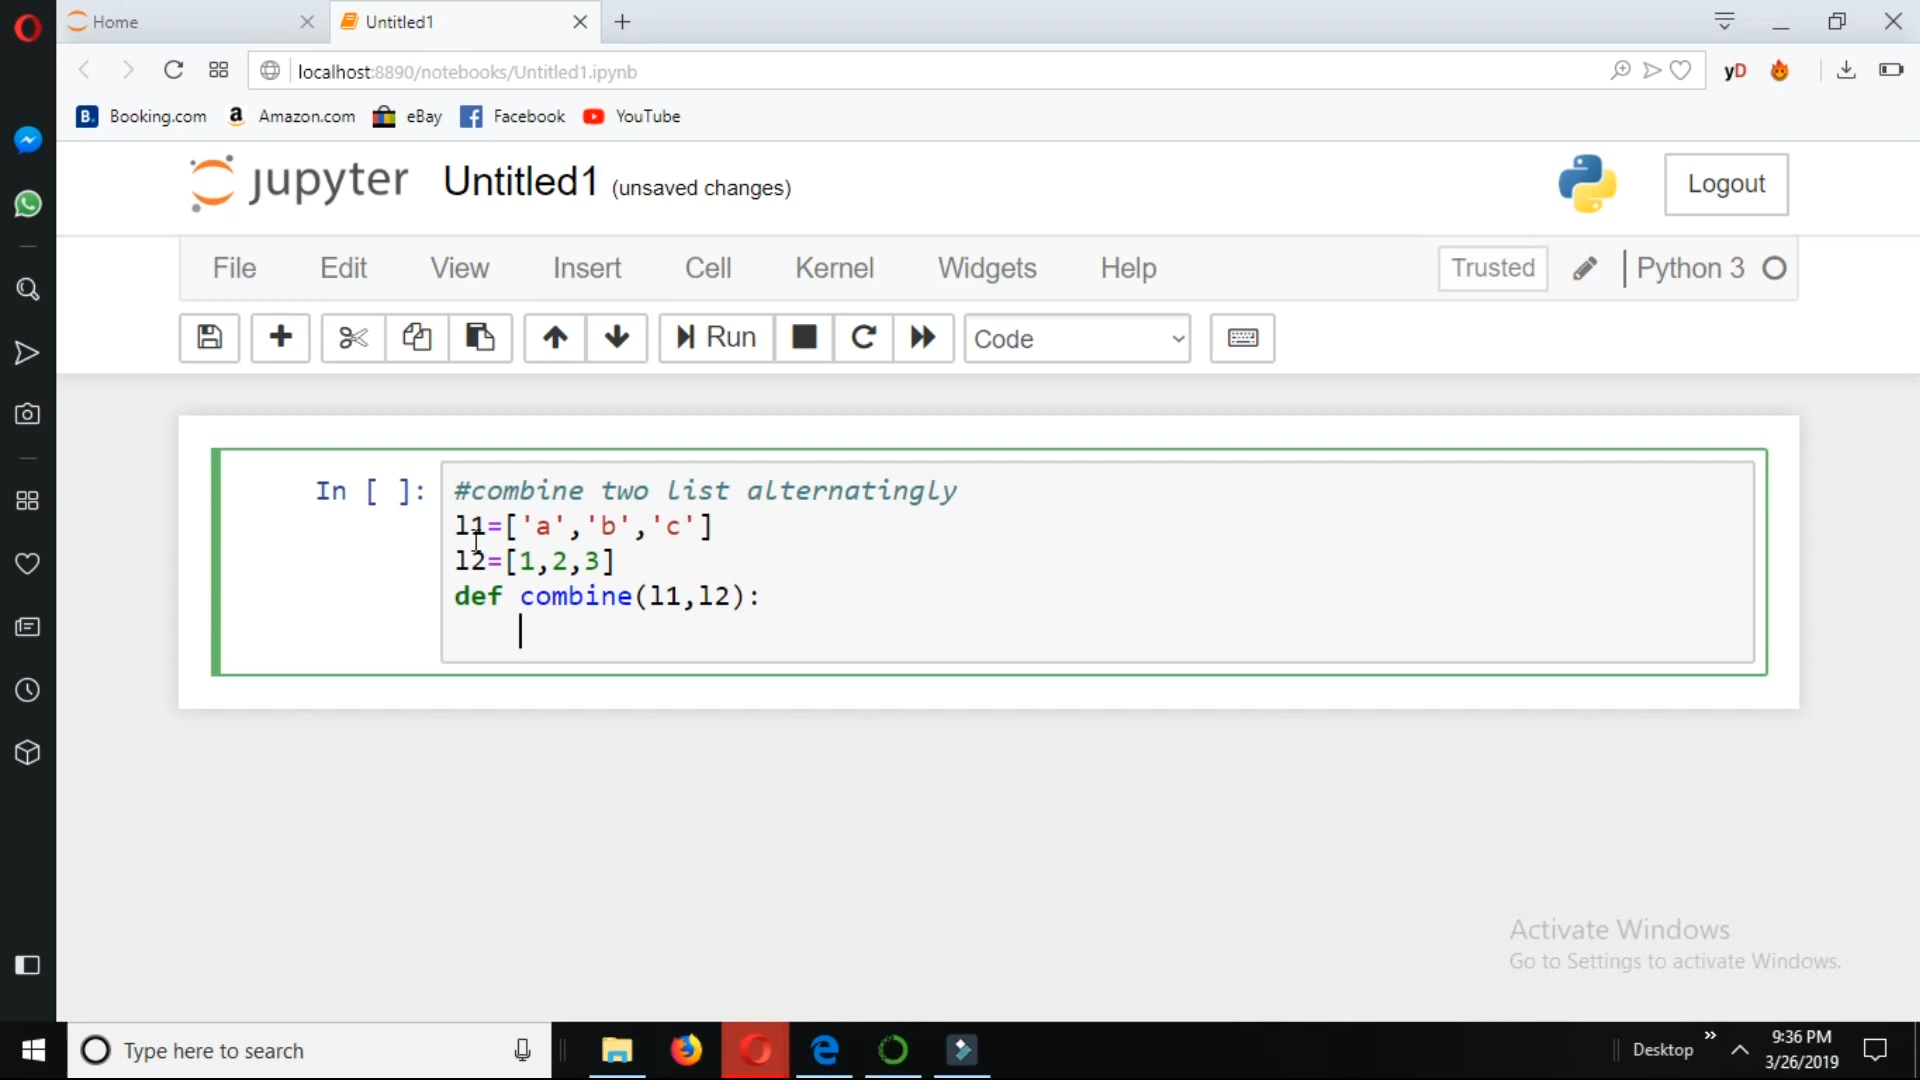 Home
Untitled1
localhost:8890/notebooks/Untitled1.ipynb
yD
B. Booking.com
a Amazon.com
eBay
Facebook
YouTube
jupyter Untitled1 (unsaved changes)
Logout
File Edit View Insert Cell Kernel Widgets Help
Trusted
Python 3
Run
Code
In [ ]:
#combine two list alternatingly
l1=['a','b','c']
l2=[1,2,3]
def combine(l1,l2):
Activate Windows
Go to Settings to activate Windows.
Type here to search
Desktop
9:36 PM
3/26/2019